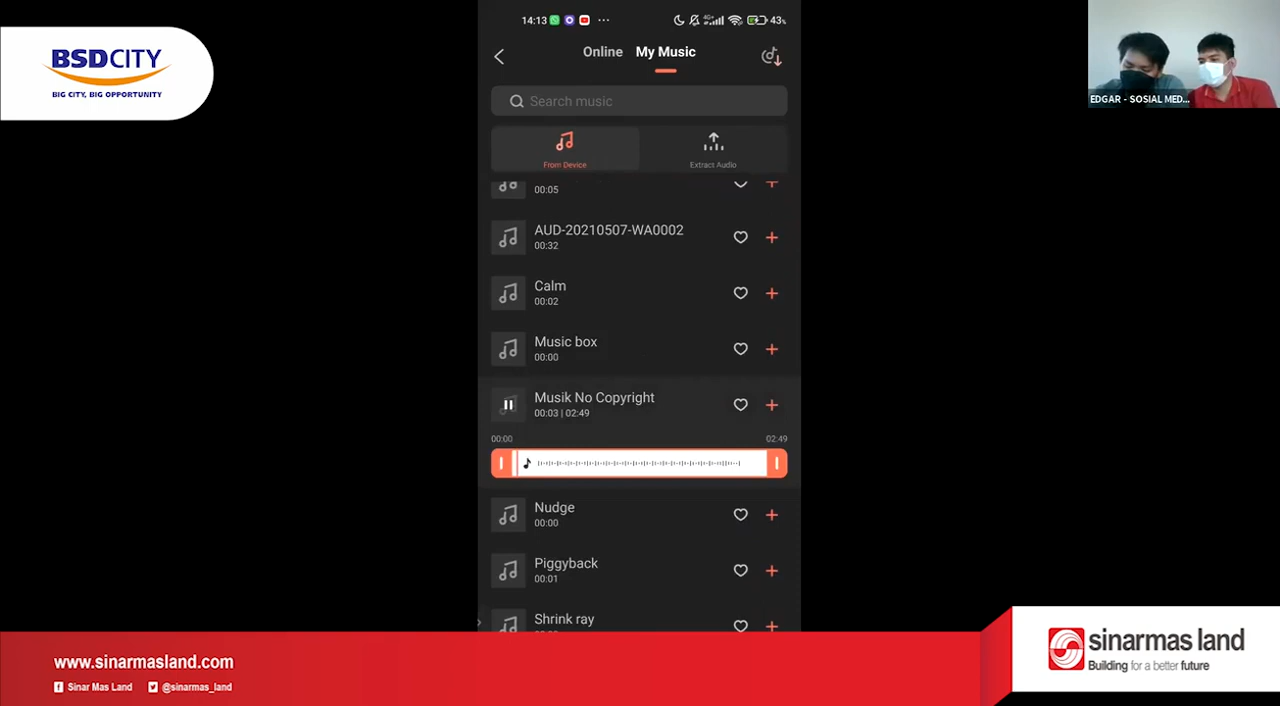 BSDCITY
BIG CITY, BIG OPPORTUNITY
14:13
43%
Online My Music
Search music
From Device
Extract Audio
00:05
AUD-20210507-WA0002
00:32
Calm
00:02
Music box
00:00
Musik No Copyright
00:03 | 02:49
00:00
02:49
Nudge
00:00
Piggyback
00:01
Shrink ray
EDGAR - SOSIAL MED...
www.sinarmasland.com
Sinar Mas Land @sinarmas_land
sinarmas land
Building for a better future